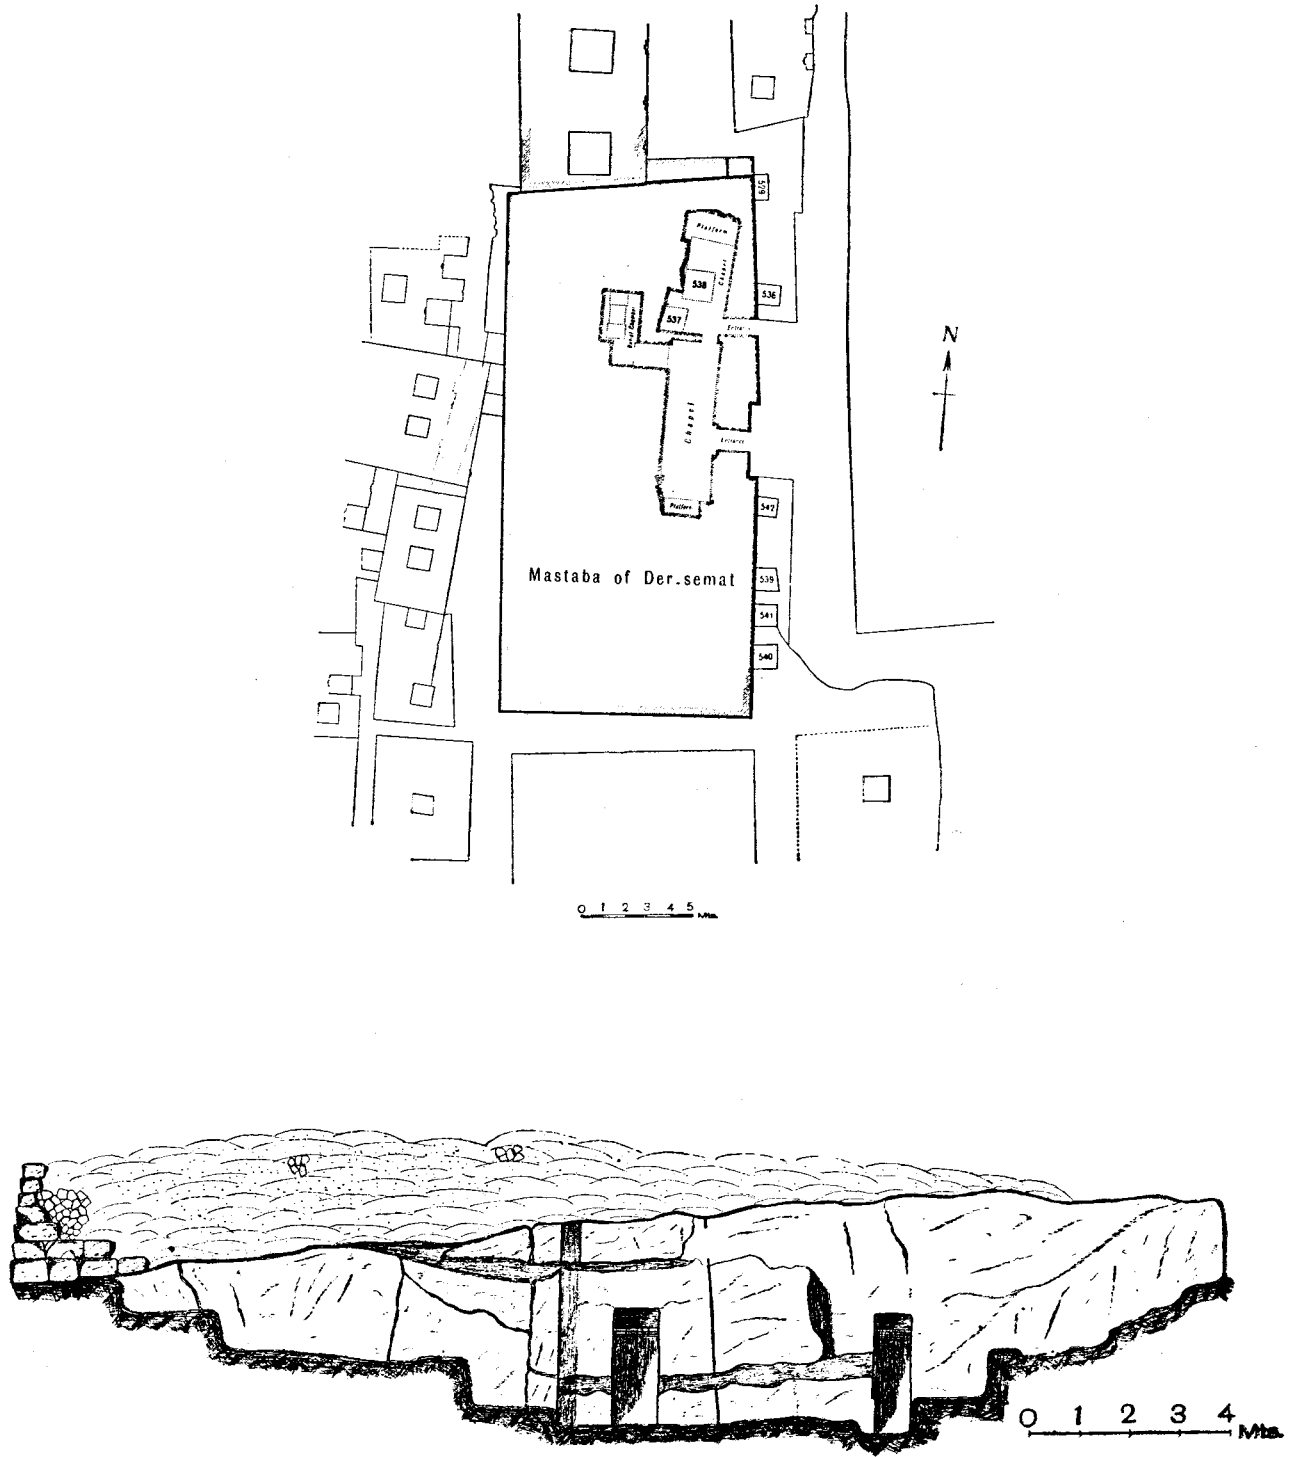 529
Platform
Chapel
538
536
537
Entrance
N
Chapel
Entrance
Platform
542
Mastaba of Der-semat
539
541
540
0 1 2 3 4 5 Mts.
0 1 2 3 4 Mts.